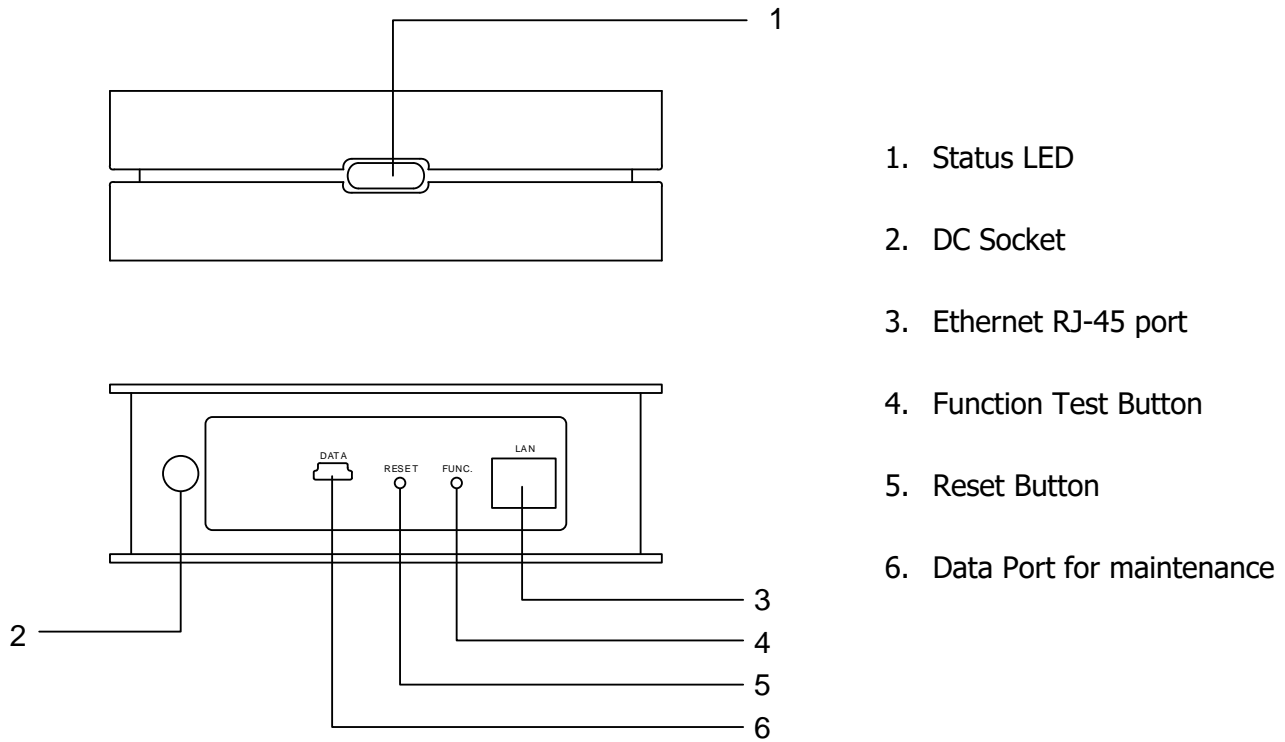 1
1. Status LED
2. DC Socket
3. Ethernet RJ-45 port
4. Function Test Button
5. Reset Button
6. Data Port for maintenance
DATA
RESET
FUNC.
LAN
3
2
4
5
6